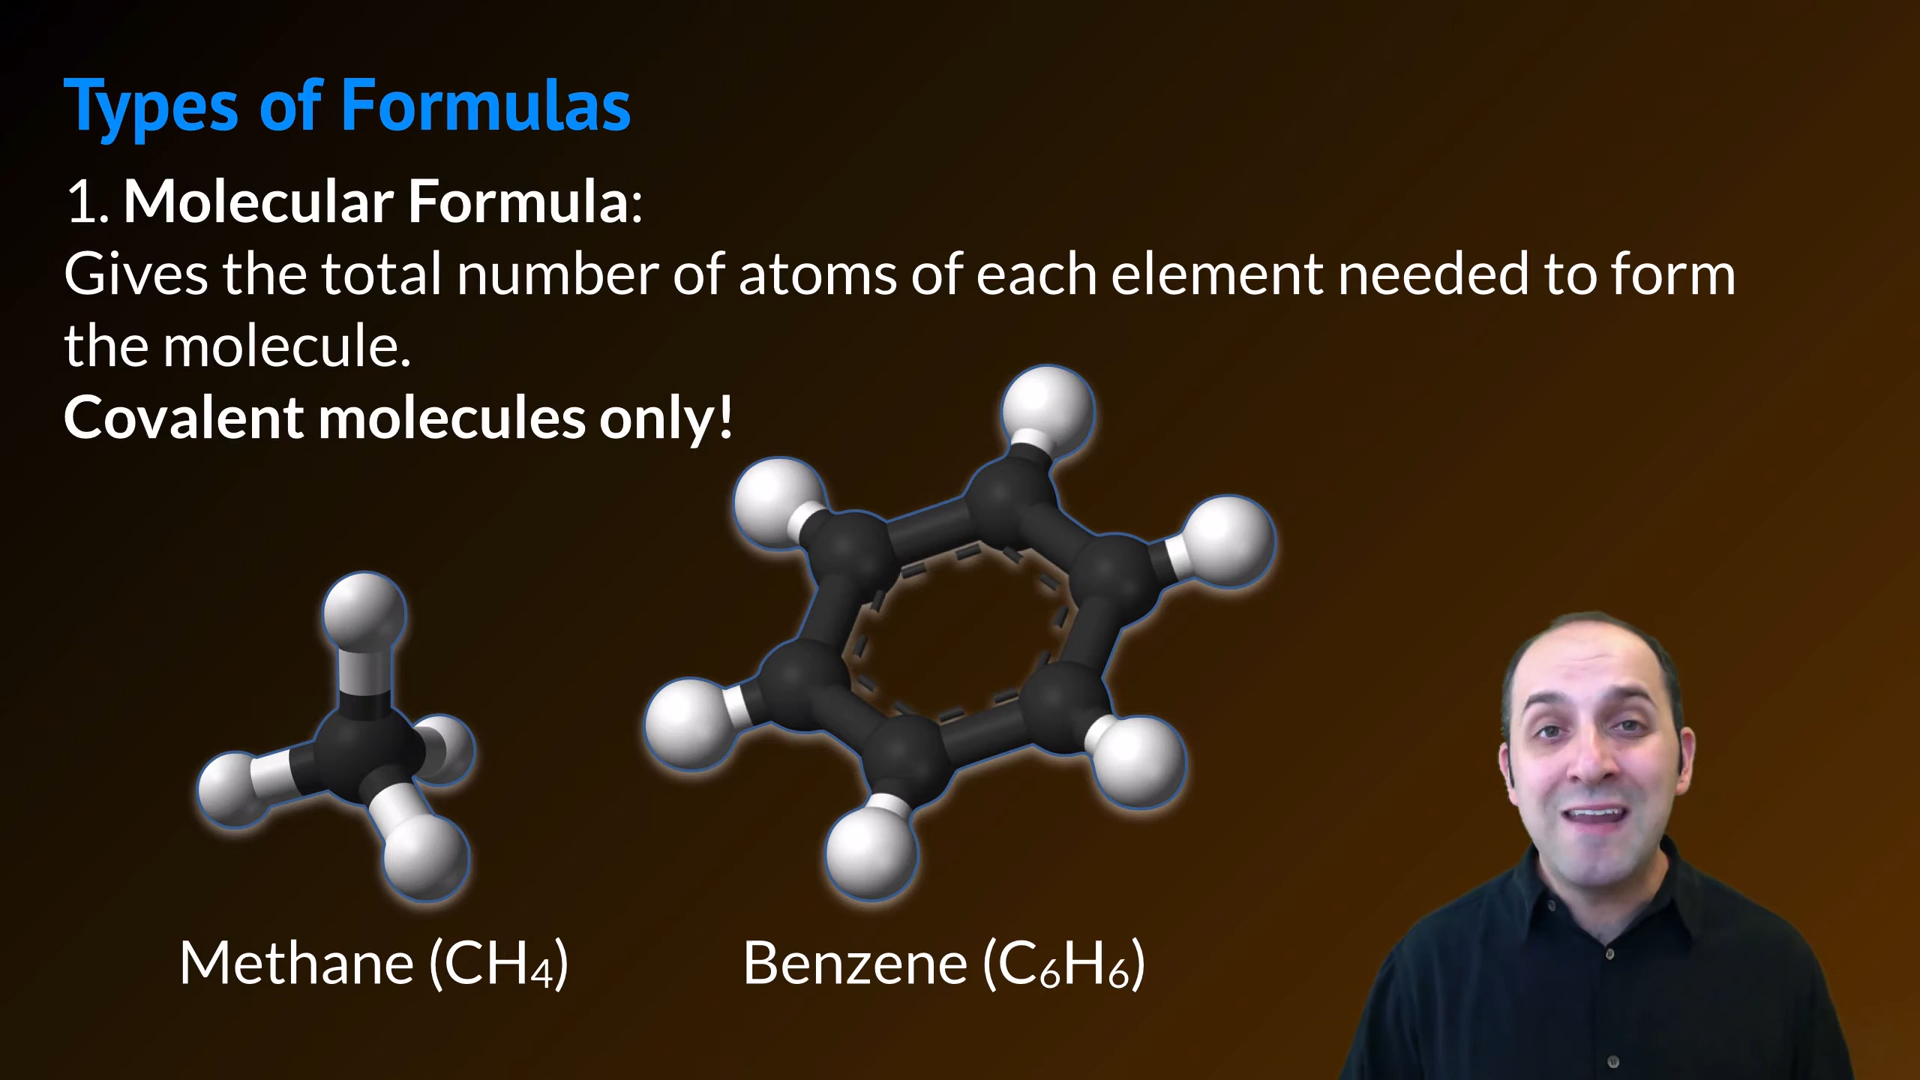 Types of Formulas
1. Molecular Formula:
Gives the total number of atoms of each element needed to form
the molecule.
Covalent molecules only!
Methane (CH₄)
Benzene (C₆H₆)